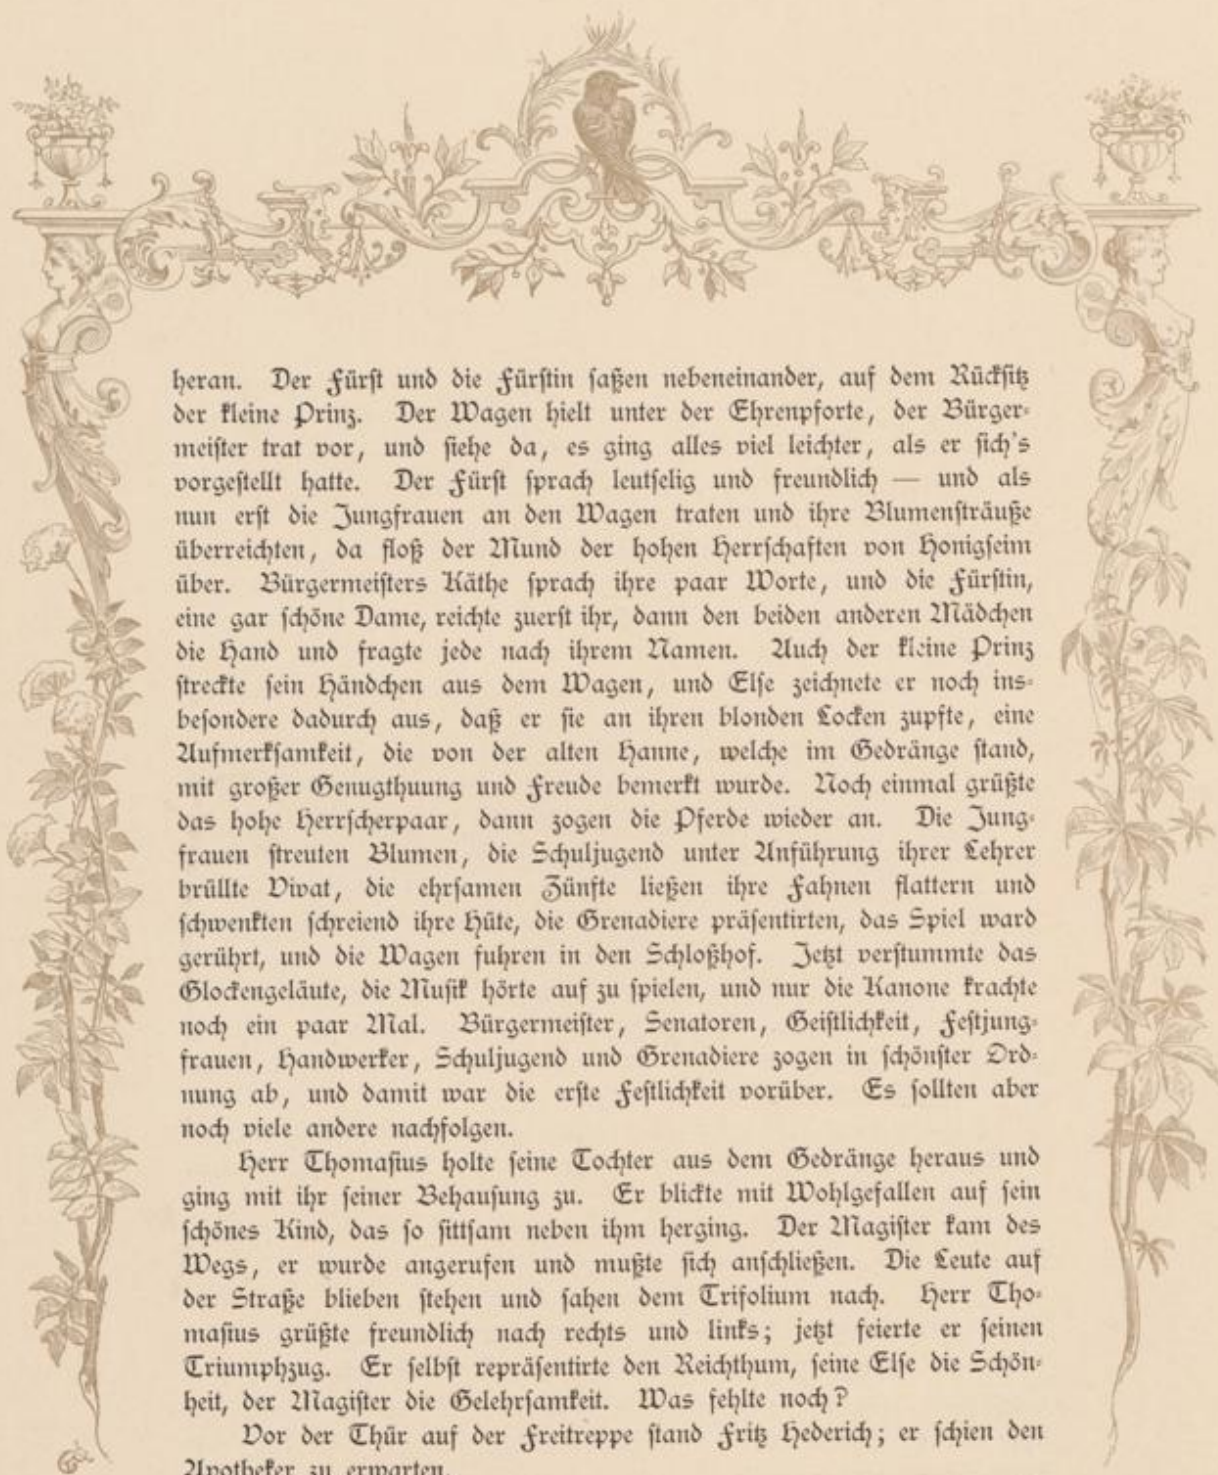 heran. Der Fürst und die Fürstin saßen nebeneinander, auf dem Rücksitz
der kleine Prinz. Der Wagen hielt unter der Ehrenpforte, der Bürger-
meister trat vor, und siehe da, es ging alles viel leichter, als er sich's
vorgestellt hatte. Der Fürst sprach leutselig und freundlich — und als
nun erst die Jungfrauen an den Wagen traten und ihre Blumensträuße
überreichten, da floß der Mund der hohen Herrschaften von Honigseim
über. Bürgermeisters Käthe sprach ihre paar Worte, und die Fürstin,
eine gar schöne Dame, reichte zuerst ihr, dann den beiden anderen Mädchen
die Hand und fragte jede nach ihrem Namen. Auch der kleine Prinz
streckte sein Händchen aus dem Wagen, und Else zeichnete er noch ins-
besondere dadurch aus, daß er sie an ihren blonden Locken zupfte, eine
Aufmerksamkeit, die von der alten Hanne, welche im Gedränge stand,
mit großer Genugthuung und Freude bemerkt wurde. Noch einmal grüßte
das hohe Herrscherpaar, dann zogen die Pferde wieder an. Die Jung-
frauen streuten Blumen, die Schuljugend unter Anführung ihrer Lehrer
brüllte Vivat, die ehrsamen Zünfte ließen ihre Fahnen flattern und
schwenkten schreiend ihre Hüte, die Grenadiere präsentirten, das Spiel ward
gerührt, und die Wagen fuhren in den Schloßhof. Jetzt verstummte das
Glockengeläute, die Musik hörte auf zu spielen, und nur die Kanone krachte
noch ein paar Mal. Bürgermeister, Senatoren, Geistlichkeit, Festjung-
frauen, Handwerker, Schuljugend und Grenadiere zogen in schönster Ord-
nung ab, und damit war die erste Festlichkeit vorüber. Es sollten aber
noch viele andere nachfolgen.
Herr Thomasius holte seine Tochter aus dem Gedränge heraus und
ging mit ihr seiner Behausung zu. Er blickte mit Wohlgefallen auf sein
schönes Kind, das so sittsam neben ihm herging. Der Magister kam des
Wegs, er wurde angerufen und mußte sich anschließen. Die Leute auf
der Straße blieben stehen und sahen dem Trifolium nach. Herr Tho-
masius grüßte freundlich nach rechts und links; jetzt feierte er seinen
Triumphzug. Er selbst repräsentirte den Reichthum, seine Else die Schön-
heit, der Magister die Gelehrsamkeit. Was fehlte noch?
Vor der Thür auf der Freitreppe stand Fritz Hederich; er schien den
Apotheker zu erwarten.